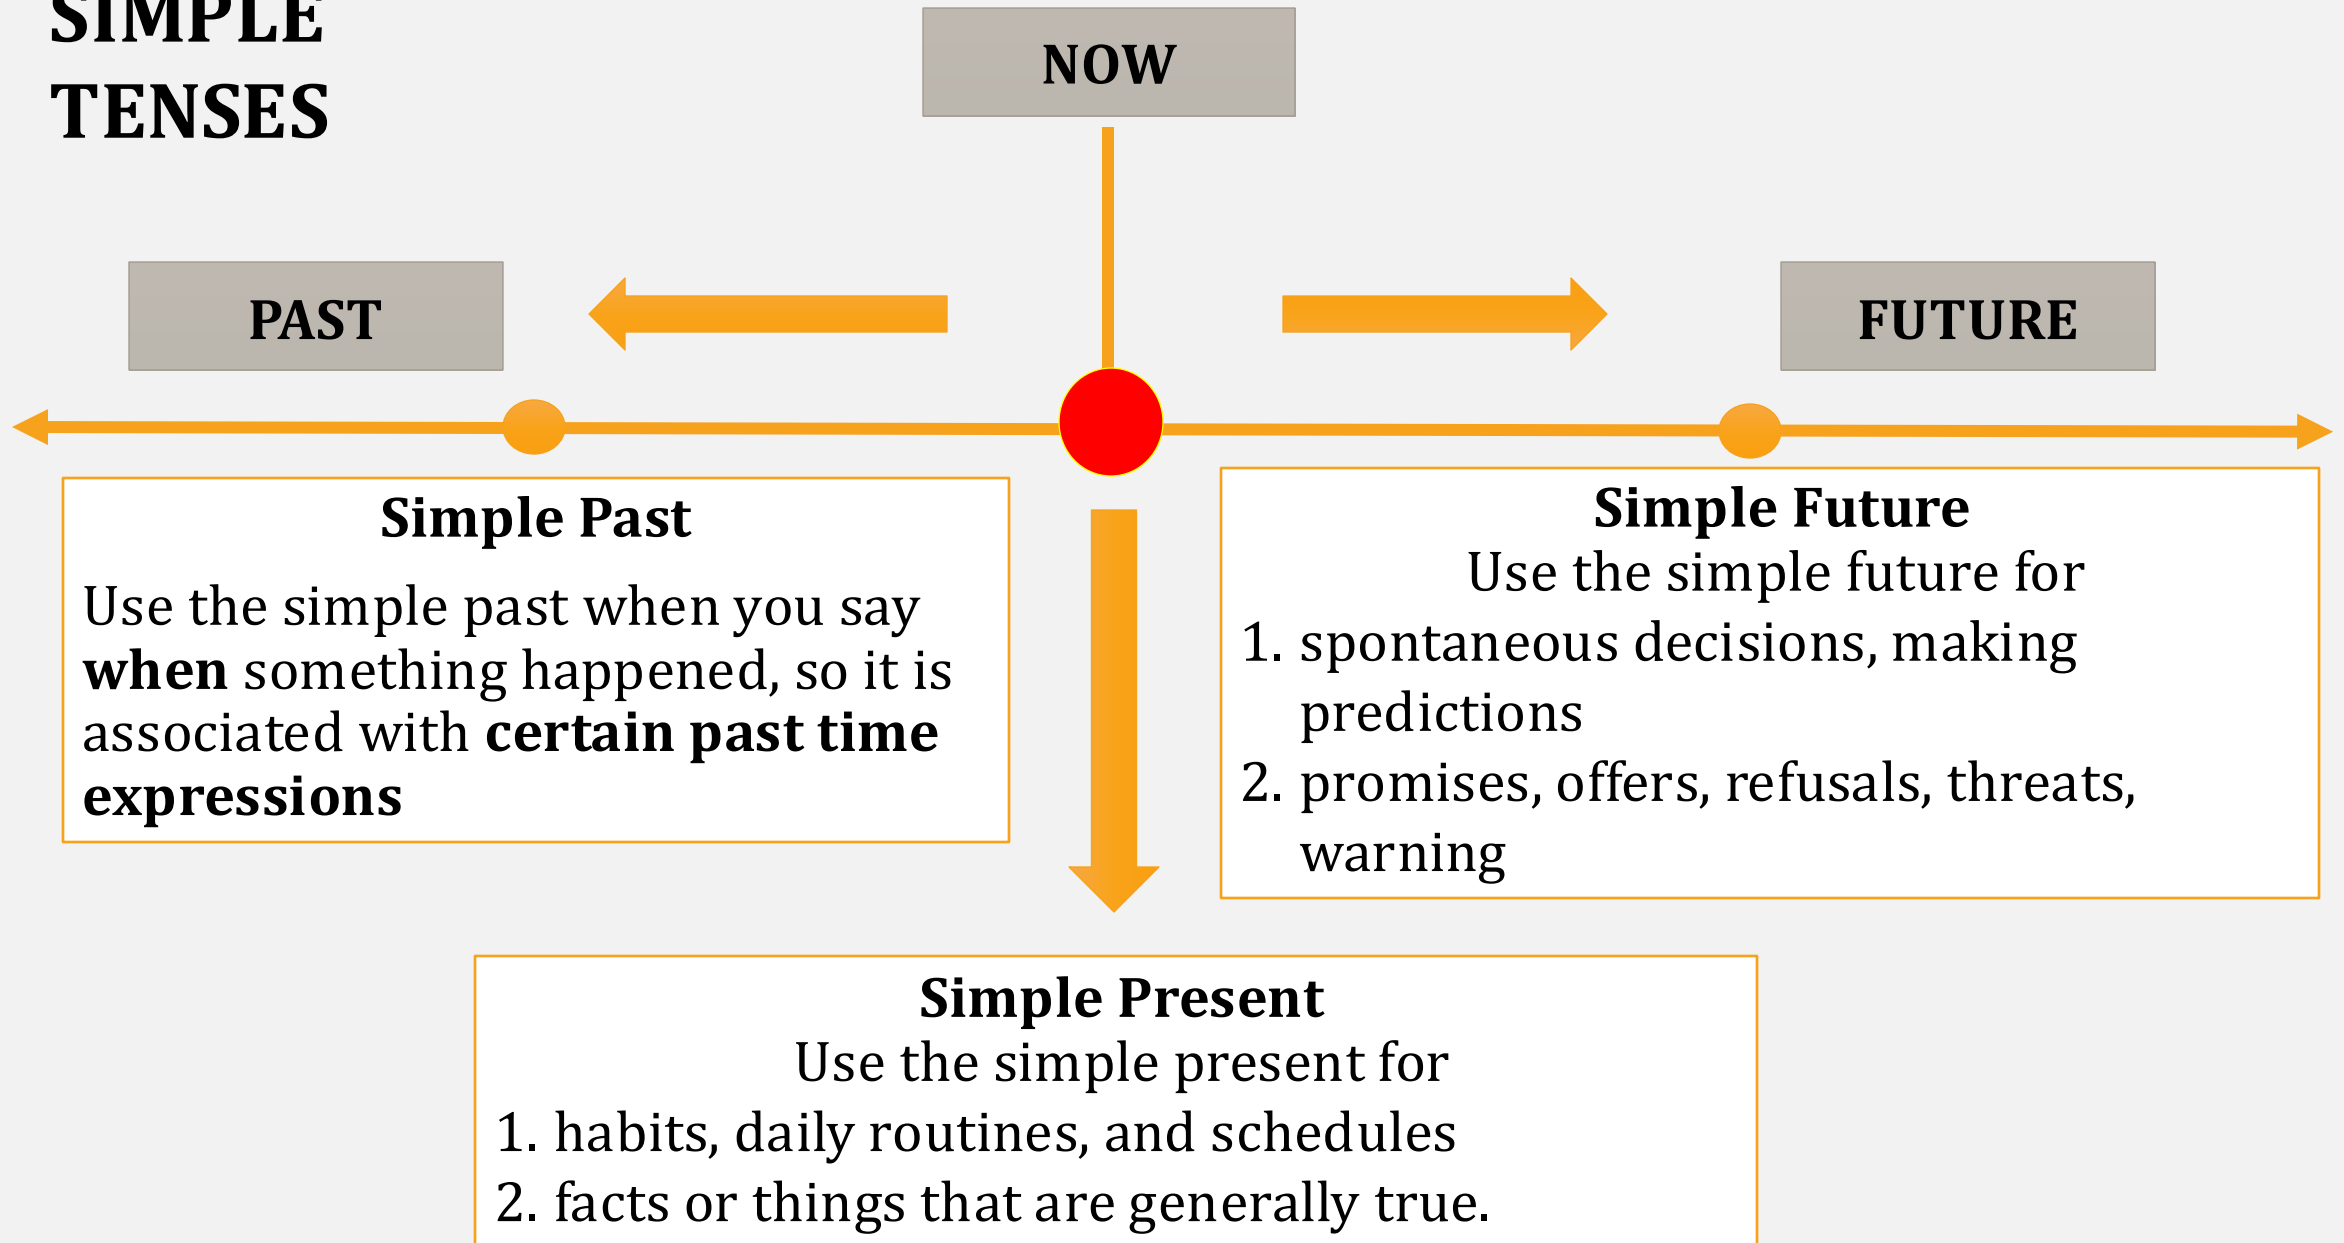 SIMPLE
TENSES
NOW
PAST
FUTURE
Simple Past
Use the simple past when you say
when something happened, so it is
associated with certain past time
expressions
Simple Future
Use the simple future for
1. spontaneous decisions, making
predictions
2. promises, offers, refusals, threats,
warning
Simple Present
Use the simple present for
1. habits, daily routines, and schedules
2. facts or things that are generally true.